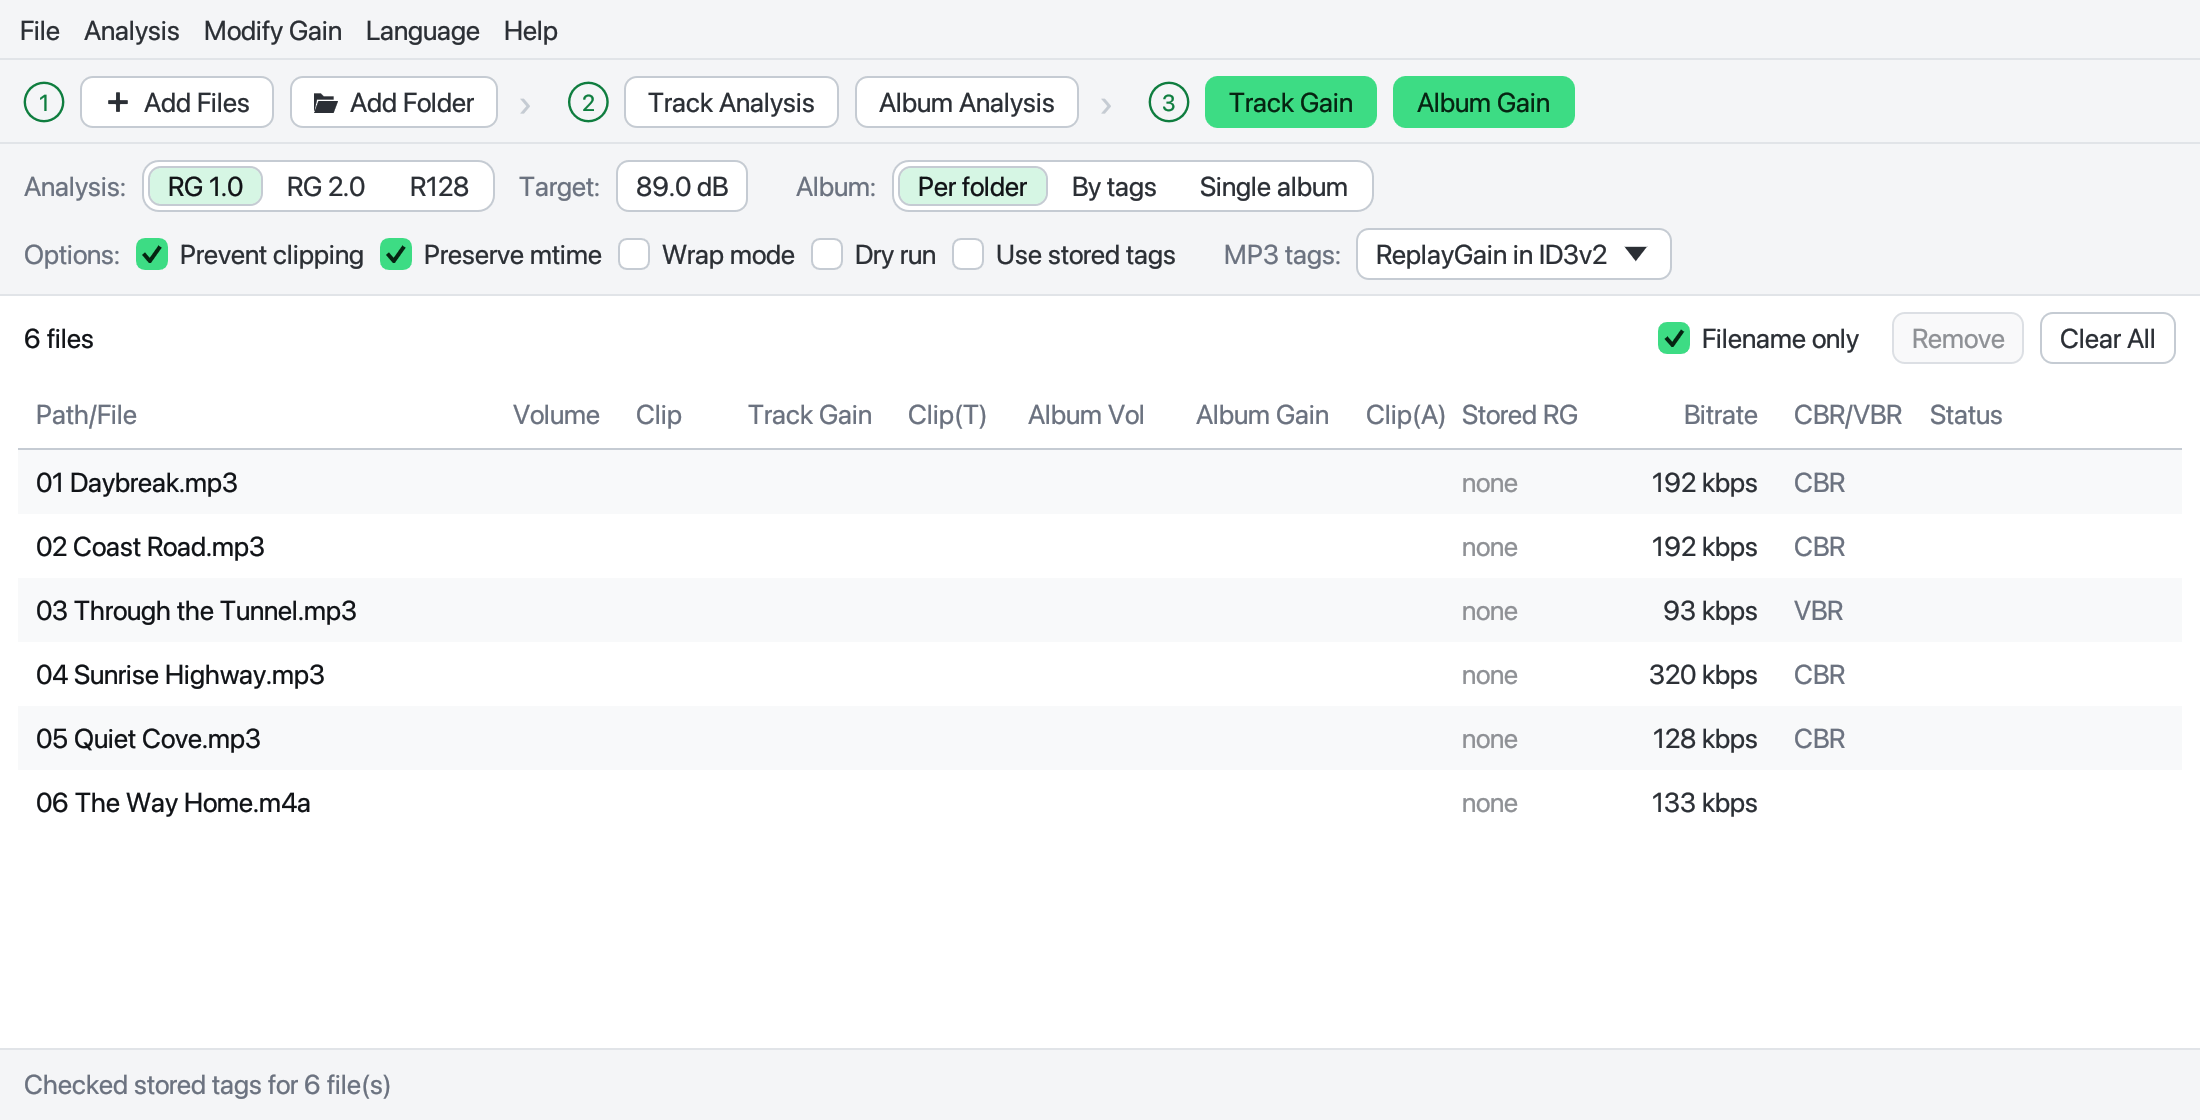 File Analysis Modify Gain Language Help
1 Add Files Add Folder › 2 Track Analysis Album Analysis › 3 Track Gain Album Gain
Analysis: RG 1.0 RG 2.0 R128 Target: 89.0 dB Album: Per folder By tags Single album
Options: Prevent clipping Preserve mtime Wrap mode Dry run Use stored tags MP3 tags: ReplayGain in ID3v2
6 files Filename only Remove Clear All
Path/File Volume Clip Track Gain Clip(T) Album Vol Album Gain Clip(A) Stored RG Bitrate CBR/VBR Status
01 Daybreak.mp3 none 192 kbps CBR
02 Coast Road.mp3 none 192 kbps CBR
03 Through the Tunnel.mp3 none 93 kbps VBR
04 Sunrise Highway.mp3 none 320 kbps CBR
05 Quiet Cove.mp3 none 128 kbps CBR
06 The Way Home.m4a none 133 kbps
Checked stored tags for 6 file(s)